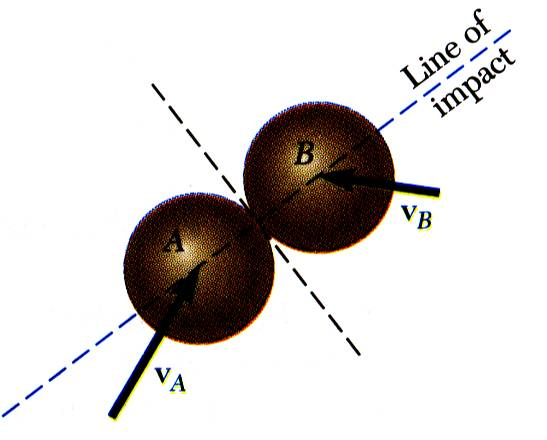 Line of
impact
B
A
vB
vA